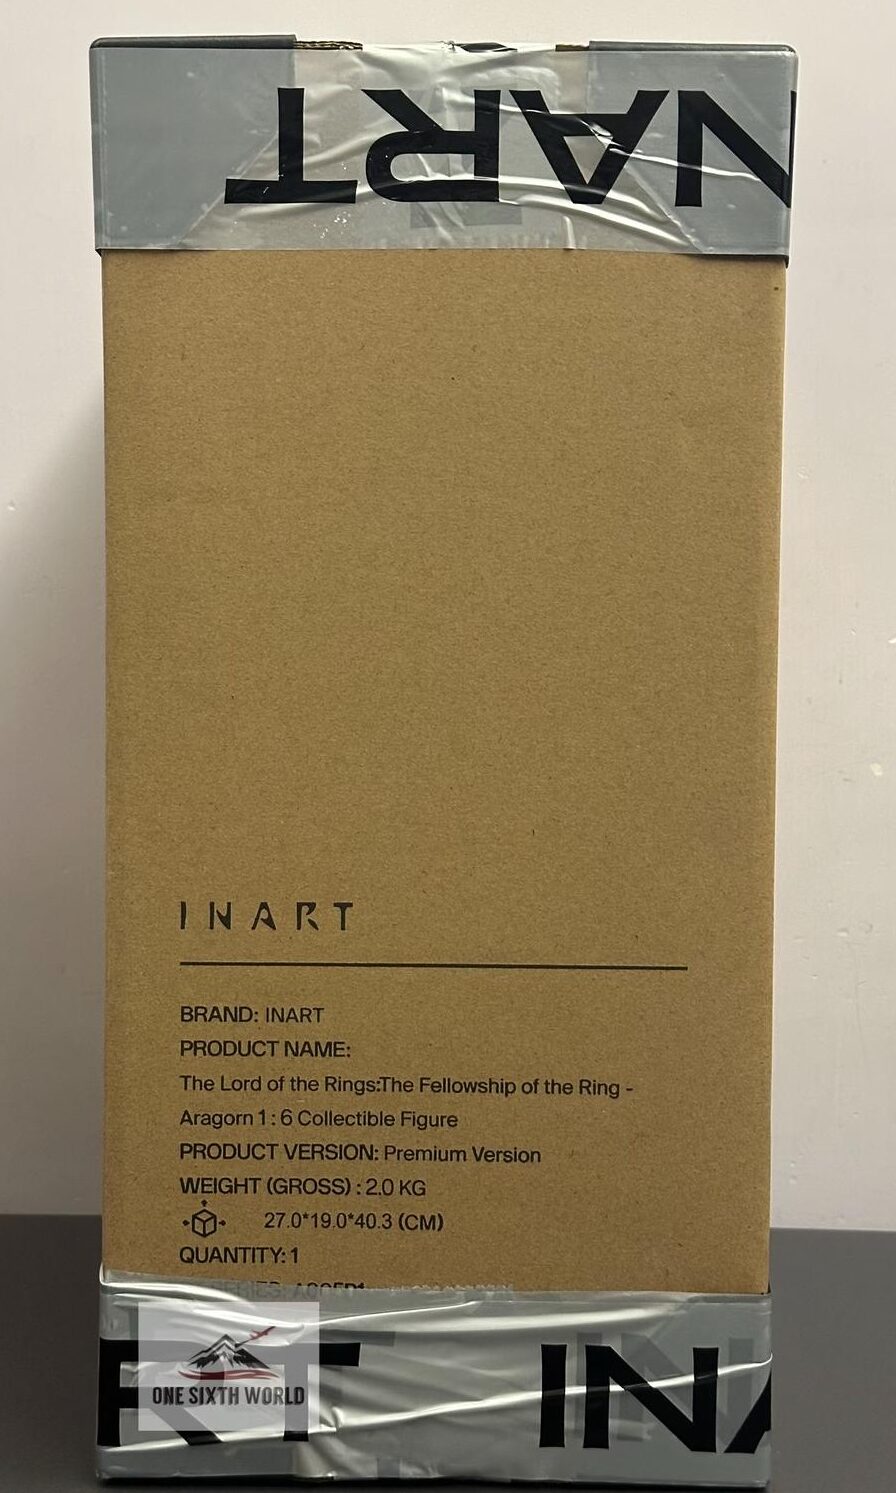 INART
INART
BRAND: INART
PRODUCT NAME:
The Lord of the Rings:The Fellowship of the Ring -
Aragorn 1 : 6 Collectible Figure
PRODUCT VERSION: Premium Version
WEIGHT (GROSS) : 2.0 KG
27.0*19.0*40.3 (CM)
QUANTITY: 1
RT INA
ONE SIXTH WORLD